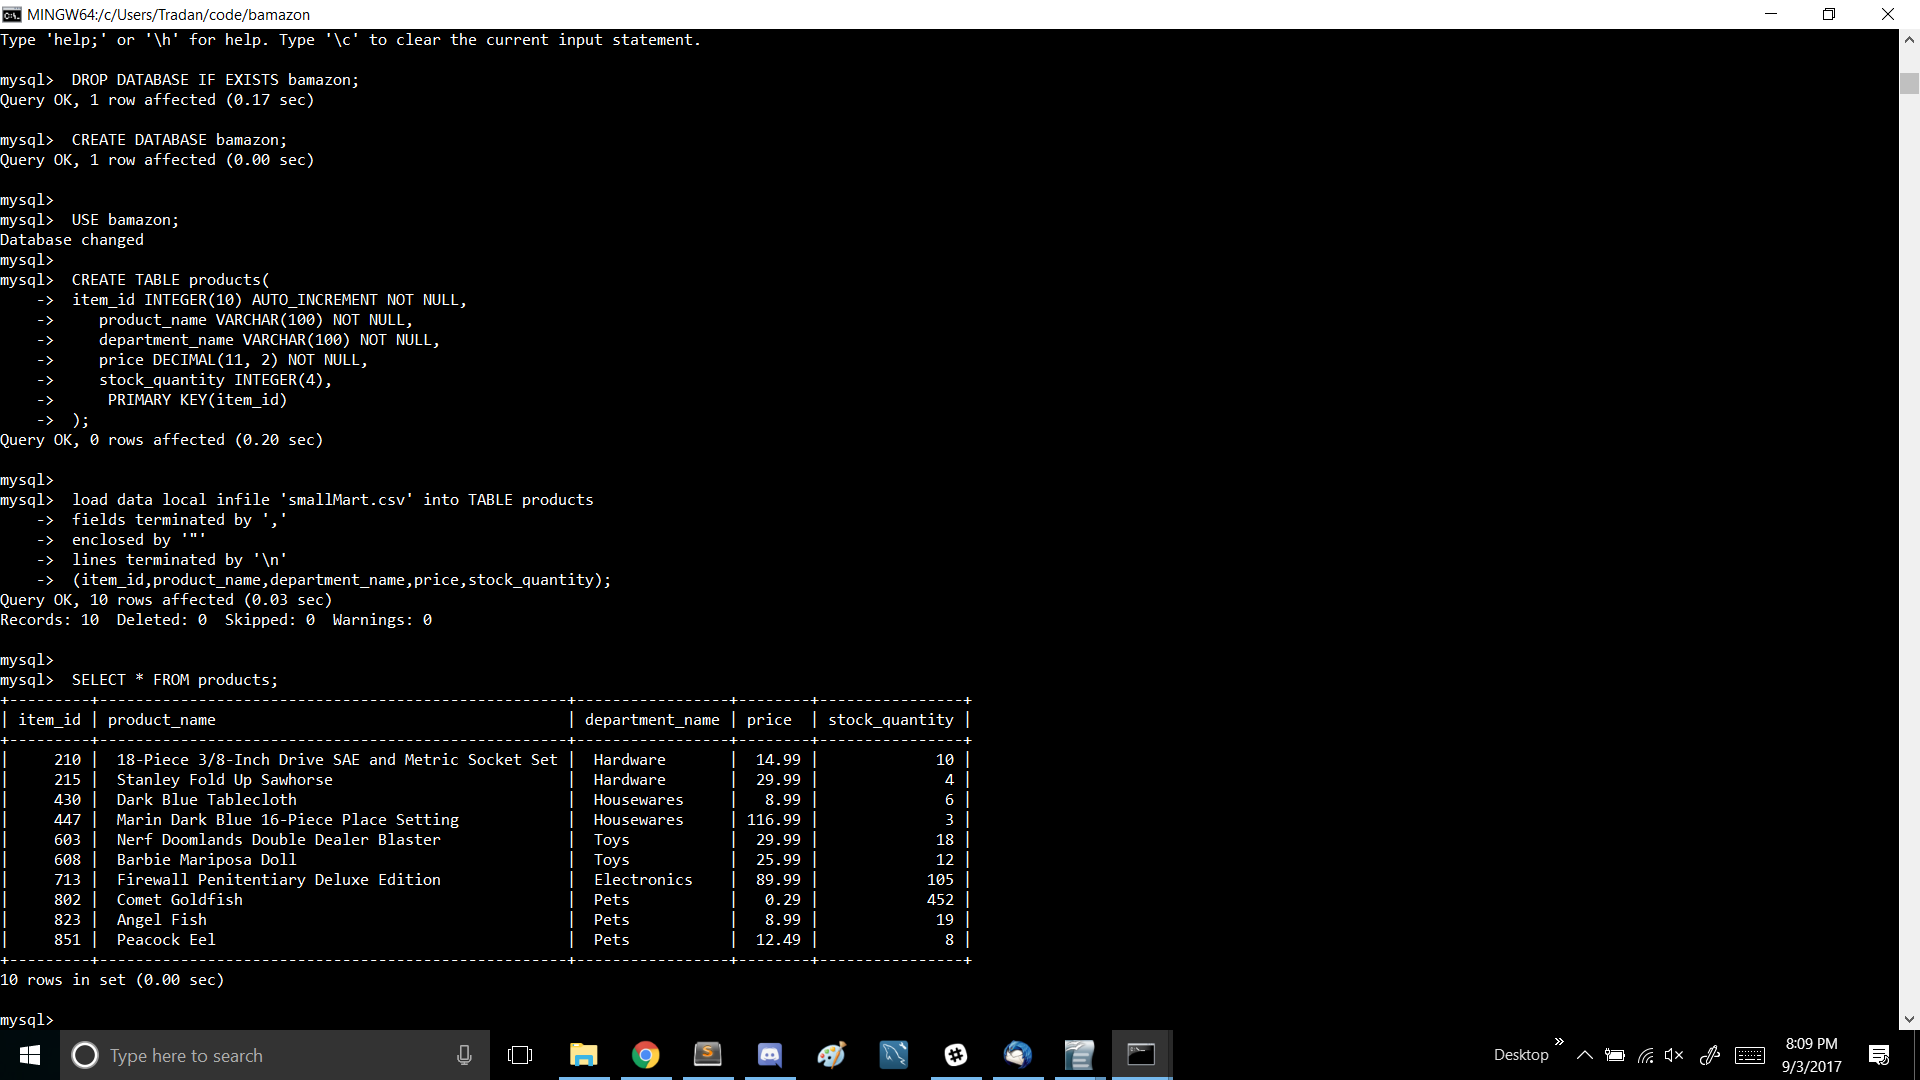 MINGW64:/c/Users/Tradan/code/bamazon
Type 'help;' or '\h' for help. Type '\c' to clear the current input statement.
mysql>  DROP DATABASE IF EXISTS bamazon;
Query OK, 1 row affected (0.17 sec)
mysql>  CREATE DATABASE bamazon;
Query OK, 1 row affected (0.00 sec)
mysql>
mysql>  USE bamazon;
Database changed
mysql>
mysql>  CREATE TABLE products(
    ->  item_id INTEGER(10) AUTO_INCREMENT NOT NULL,
    ->     product_name VARCHAR(100) NOT NULL,
    ->     department_name VARCHAR(100) NOT NULL,
    ->     price DECIMAL(11, 2) NOT NULL,
    ->     stock_quantity INTEGER(4),
    ->      PRIMARY KEY(item_id)
    ->  );
Query OK, 0 rows affected (0.20 sec)
mysql>
mysql>  load data local infile 'smallMart.csv' into TABLE products
    ->  fields terminated by ','
    ->  enclosed by '"'
    ->  lines terminated by '\n'
    ->  (item_id,product_name,department_name,price,stock_quantity);
Query OK, 10 rows affected (0.03 sec)
Records: 10  Deleted: 0  Skipped: 0  Warnings: 0
mysql>
mysql>  SELECT * FROM products;
+---------+----------------------------------------------------+-----------------+--------+----------------+
| item_id | product_name                                       | department_name | price  | stock_quantity |
+---------+----------------------------------------------------+-----------------+--------+----------------+
|     210 |  18-Piece 3/8-Inch Drive SAE and Metric Socket Set |  Hardware       |  14.99 |             10 |
|     215 |  Stanley Fold Up Sawhorse                          |  Hardware       |  29.99 |              4 |
|     430 |  Dark Blue Tablecloth                              |  Housewares     |   8.99 |              6 |
|     447 |  Marin Dark Blue 16-Piece Place Setting            |  Housewares     | 116.99 |              3 |
|     603 |  Nerf Doomlands Double Dealer Blaster              |  Toys           |  29.99 |             18 |
|     608 |  Barbie Mariposa Doll                              |  Toys           |  25.99 |             12 |
|     713 |  Firewall Penitentiary Deluxe Edition              |  Electronics    |  89.99 |            105 |
|     802 |  Comet Goldfish                                    |  Pets           |   0.29 |            452 |
|     823 |  Angel Fish                                        |  Pets           |   8.99 |             19 |
|     851 |  Peacock Eel                                       |  Pets           |  12.49 |              8 |
+---------+----------------------------------------------------+-----------------+--------+----------------+
10 rows in set (0.00 sec)
mysql>
Type here to search
Desktop
8:09 PM
9/3/2017